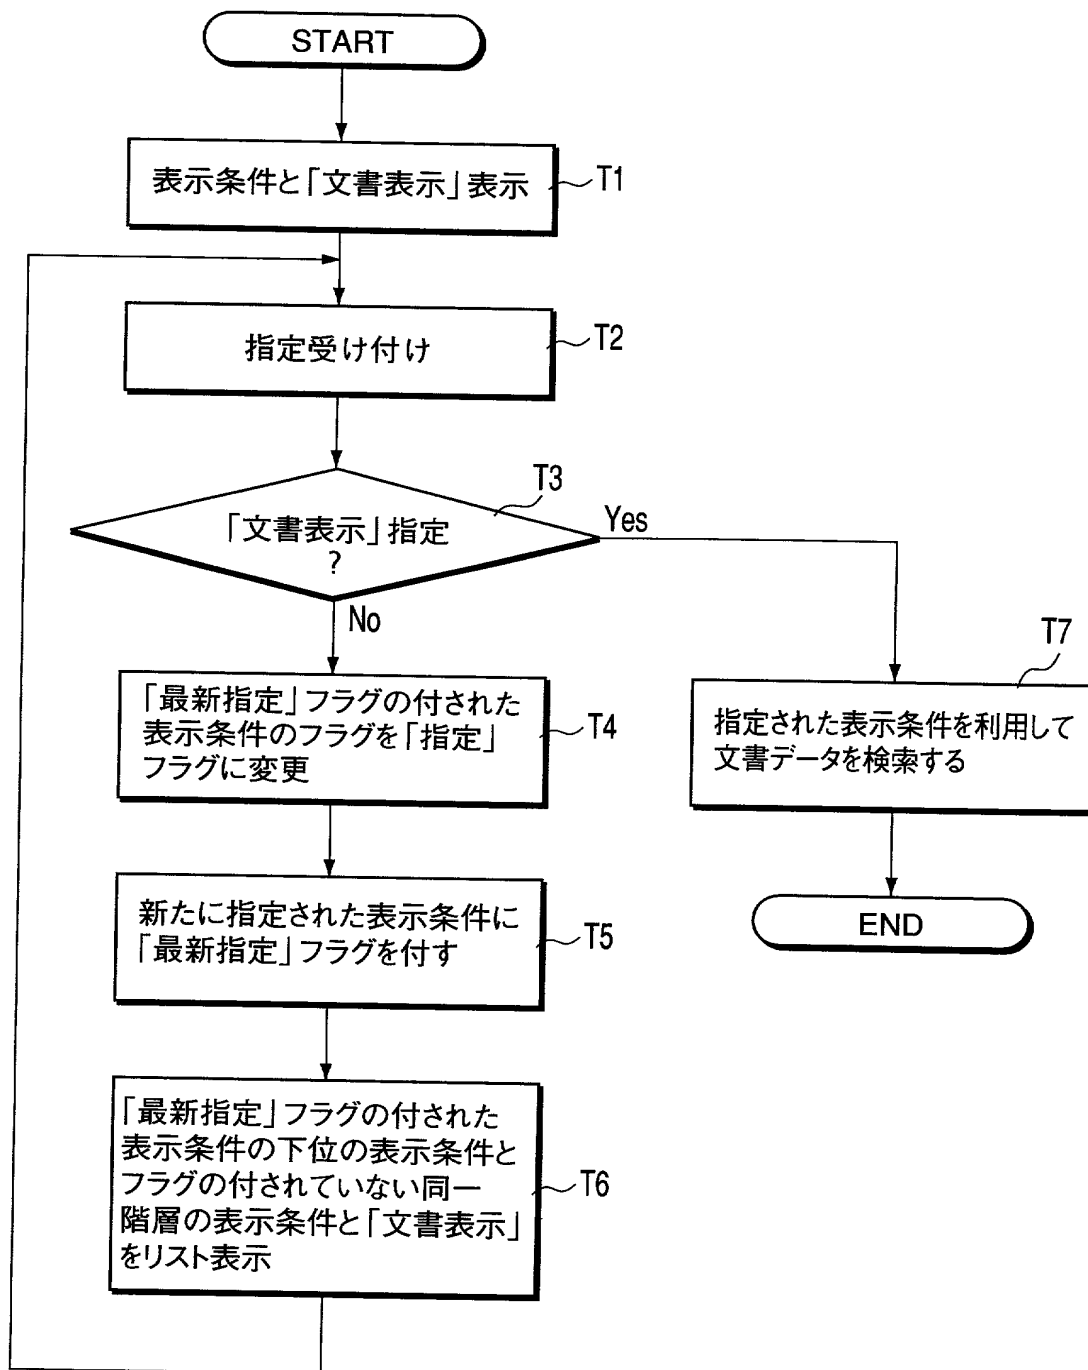 START
表示条件と「文書表示」表示
T1
指定受け付け
T2
T3
「文書表示」指定
?
Yes
No
「最新指定」フラグの付された
表示条件のフラグを「指定」
フラグに変更
T4
T7
指定された表示条件を利用して
文書データを検索する
新たに指定された表示条件に
「最新指定」フラグを付す
T5
END
「最新指定」フラグの付された
表示条件の下位の表示条件と
フラグの付されていない同一
階層の表示条件と「文書表示」
をリスト表示
T6